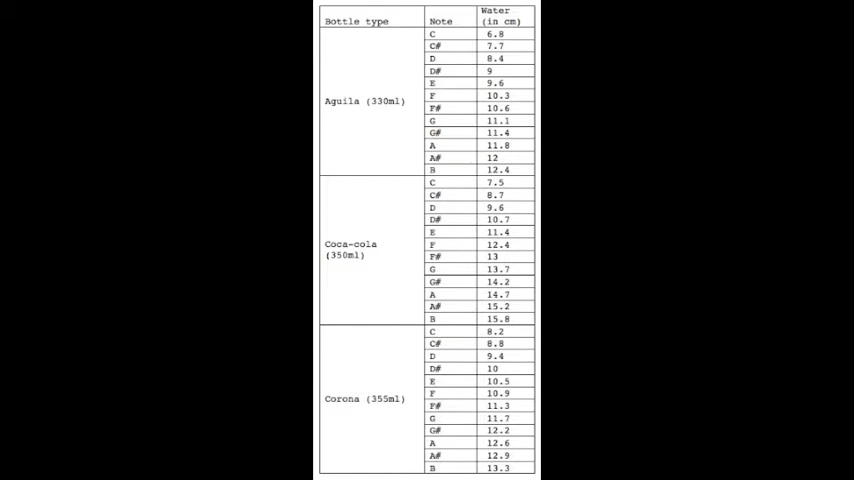 Bottle type Note Water (in cm)
Aguila (330ml)
C 6.8
C# 7.7
D 8.4
D# 9
E 9.6
F 10.3
F# 10.6
G 11.1
G# 11.4
A 11.8
A# 12
B 12.4
Coca-cola (350ml)
C 7.5
C# 8.7
D 9.6
D# 10.7
E 11.4
F 12.4
F# 13
G 13.7
G# 14.2
A 14.7
A# 15.2
B 15.8
Corona (355ml)
C 8.2
C# 8.8
D 9.4
D# 10
E 10.5
F 10.9
F# 11.3
G 11.7
G# 12.2
A 12.6
A# 12.9
B 13.3